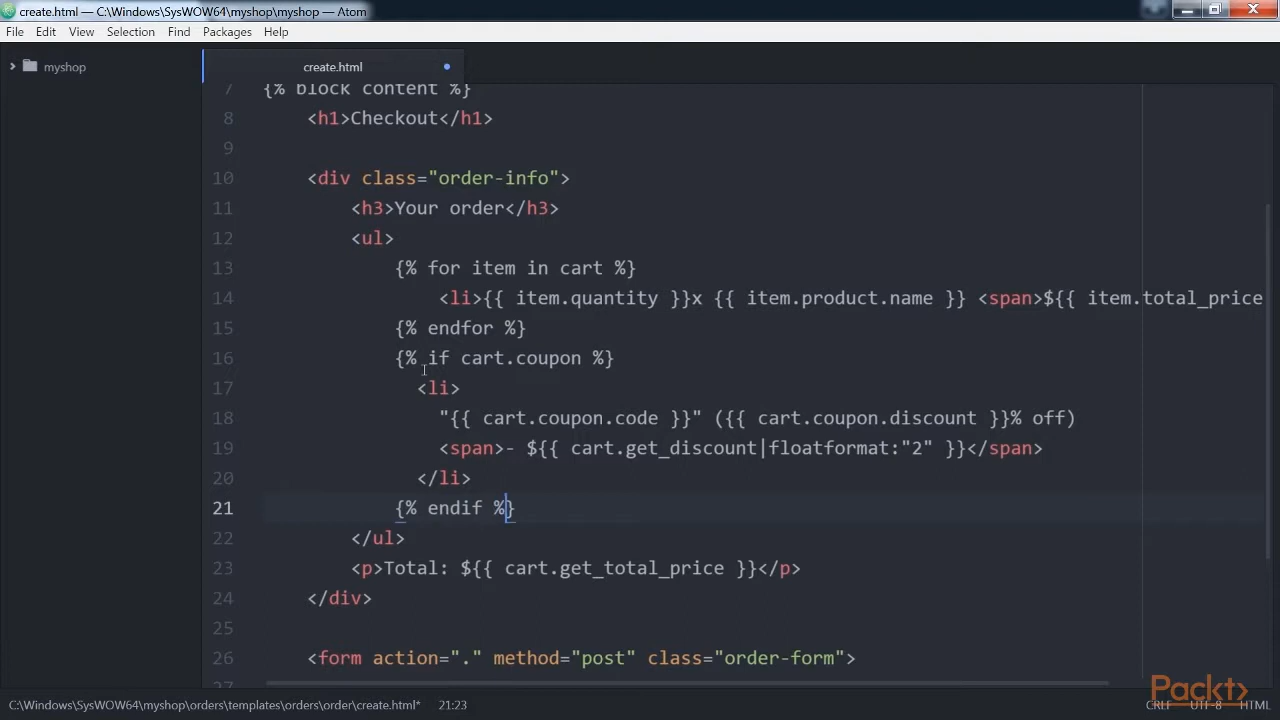 create.html — C:\Windows\SysWOW64\myshop\myshop — Atom
File Edit View Selection Find Packages Help
myshop
create.html
7 {% block content %}
8 <h1>Checkout</h1>
9
10 <div class="order-info">
11 <h3>Your order</h3>
12 <ul>
13 {% for item in cart %}
14 <li>{{ item.quantity }}x {{ item.product.name }} <span>${{ item.total_price
15 {% endfor %}
16 {% if cart.coupon %}
17 <li>
18 "{{ cart.coupon.code }}" ({{ cart.coupon.discount }}% off)
19 <span>- ${{ cart.get_discount|floatformat:"2" }}</span>
20 </li>
21 {% endif %}
22 </ul>
23 <p>Total: ${{ cart.get_total_price }}</p>
24 </div>
25
26 <form action="." method="post" class="order-form">
27
Packt>
C:\Windows\SysWOW64\myshop\orders\templates\orders\order\create.html* 21:23 CRLF UTF-8 HTML